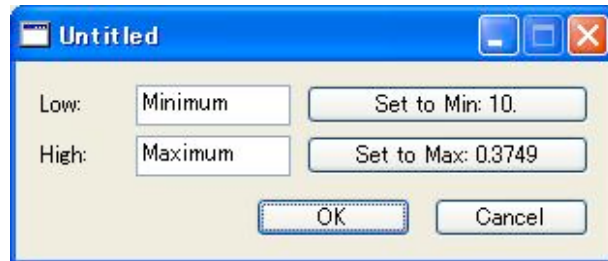 Untitled
Low: Minimum Set to Min: 10.
High: Maximum Set to Max: 0.3749
OK Cancel